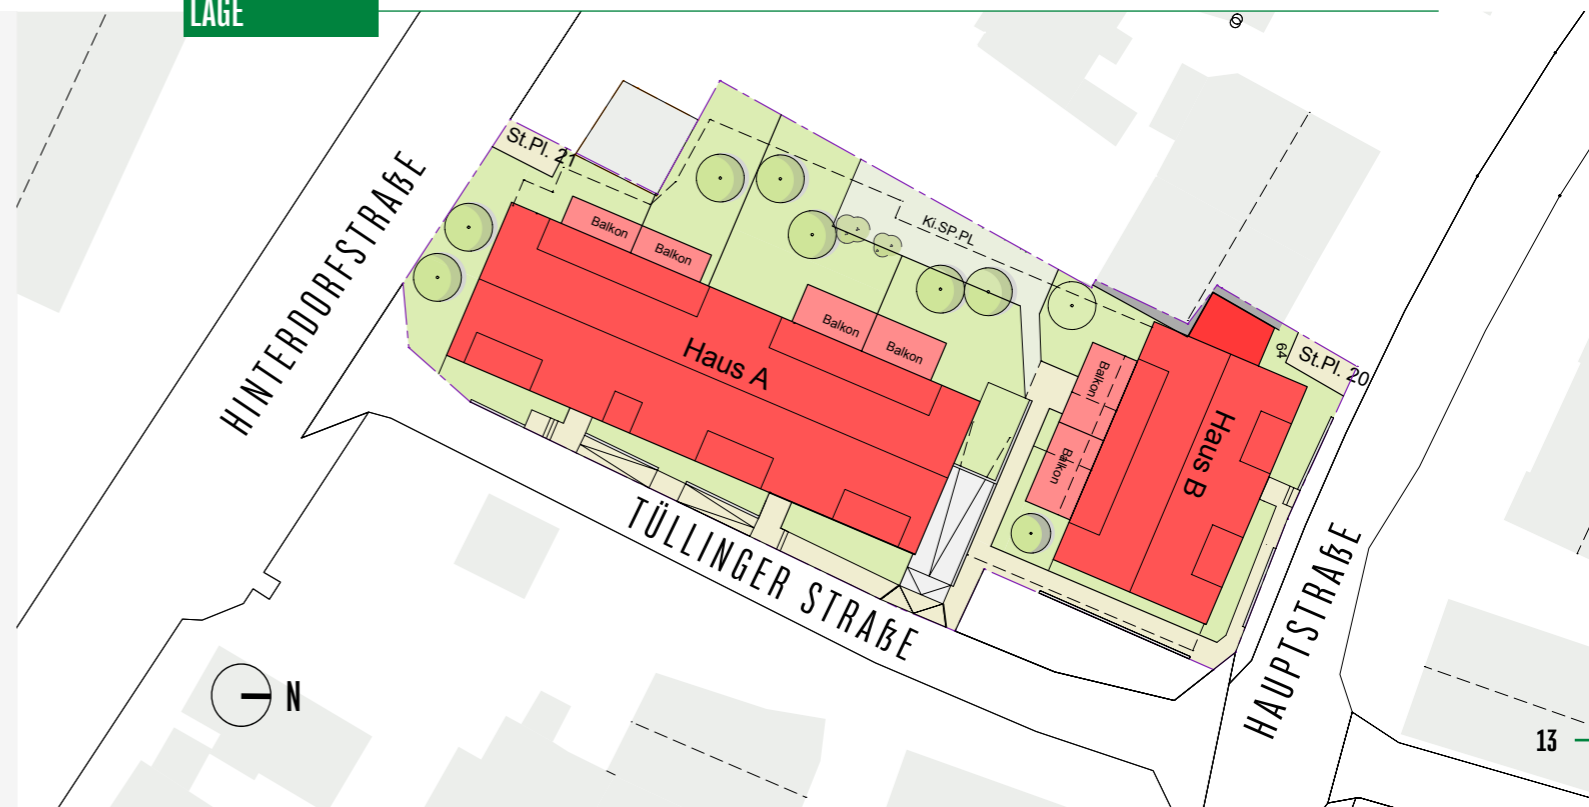 LAGE
St.Pl. 21
Balkon
Balkon
Ki.SP.PL
HINTERDORFSTRAßE
Haus A
Balkon
Balkon
Balkon
Balkon
64
St.Pl. 20
Haus B
TÜLLINGER STRAßE
HAUPTSTRAßE
N
13